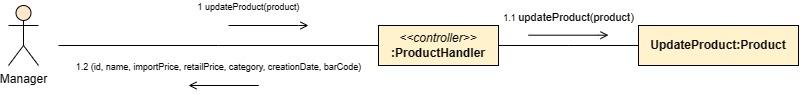 1 updateProduct(product)
<<controller>>
:ProductHandler
1.1 updateProduct(product)
UpdateProduct:Product
Manager
1.2 (id, name, importPrice, retailPrice, category, creationDate, barCode)